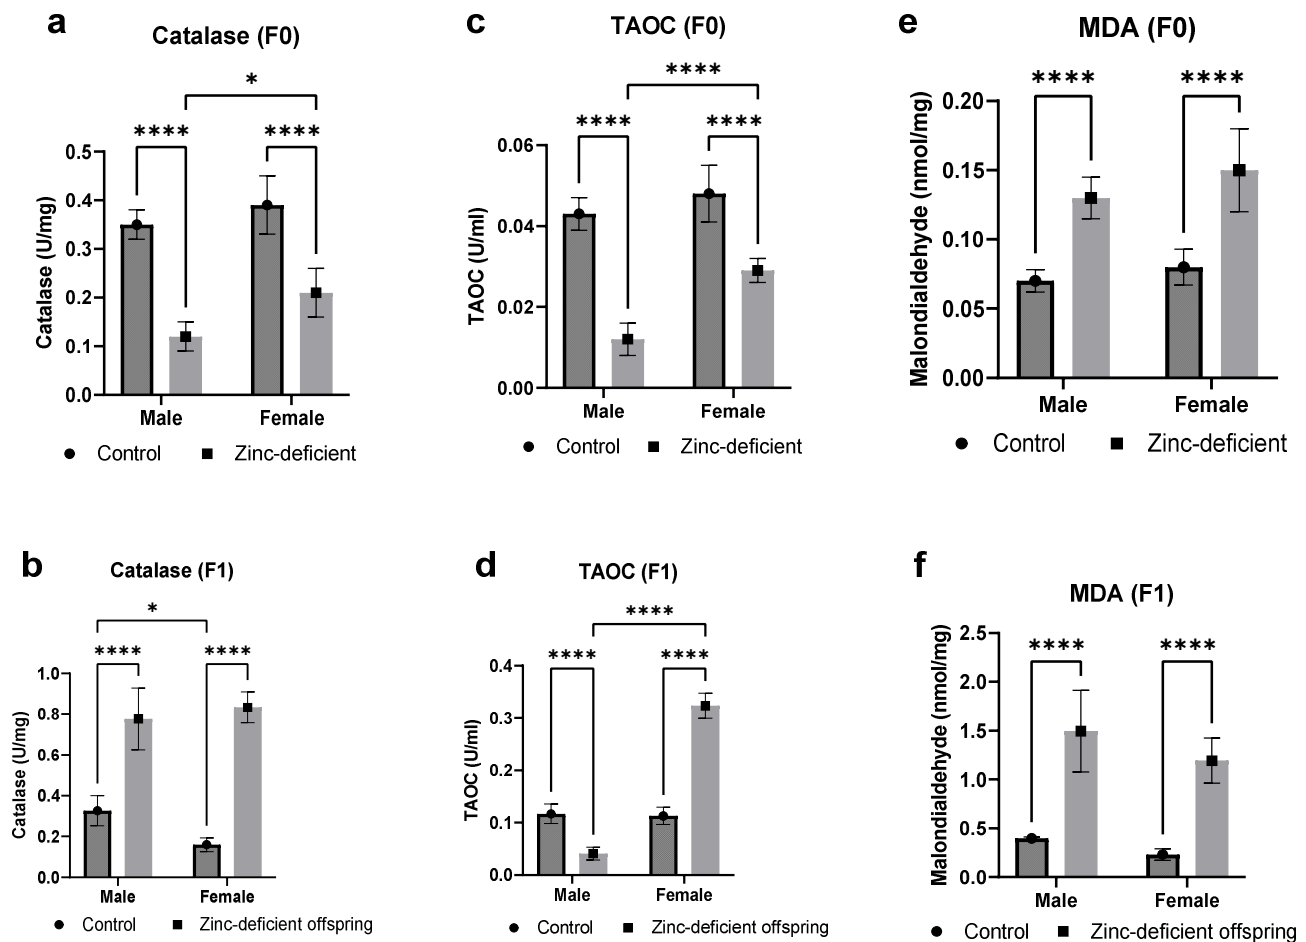 a
Catalase (F0)
*
**** ****
Catalase (U/mg)
0.5
0.4
0.3
0.2
0.1
0.0
Male Female
Control Zinc-deficient
c
TAOC (F0)
****
**** ****
TAOC (U/ml)
0.06
0.04
0.02
0.00
Male Female
Control Zinc-deficient
e
MDA (F0)
**** ****
Malondialdehyde (nmol/mg)
0.20
0.15
0.10
0.05
0.00
Male Female
Control Zinc-deficient
b
Catalase (F1)
*
**** ****
Catalase (U/mg)
1.0
0.8
0.6
0.4
0.2
0.0
Male Female
Control Zinc-deficient offspring
d
TAOC (F1)
****
**** ****
TAOC (U/ml)
0.4
0.3
0.2
0.1
0.0
Male Female
Control Zinc-deficient offspring
f
MDA (F1)
**** ****
Malondialdehyde (nmol/mg)
2.5
2.0
1.5
1.0
0.5
0.0
Male Female
Control Zinc-deficient offspring